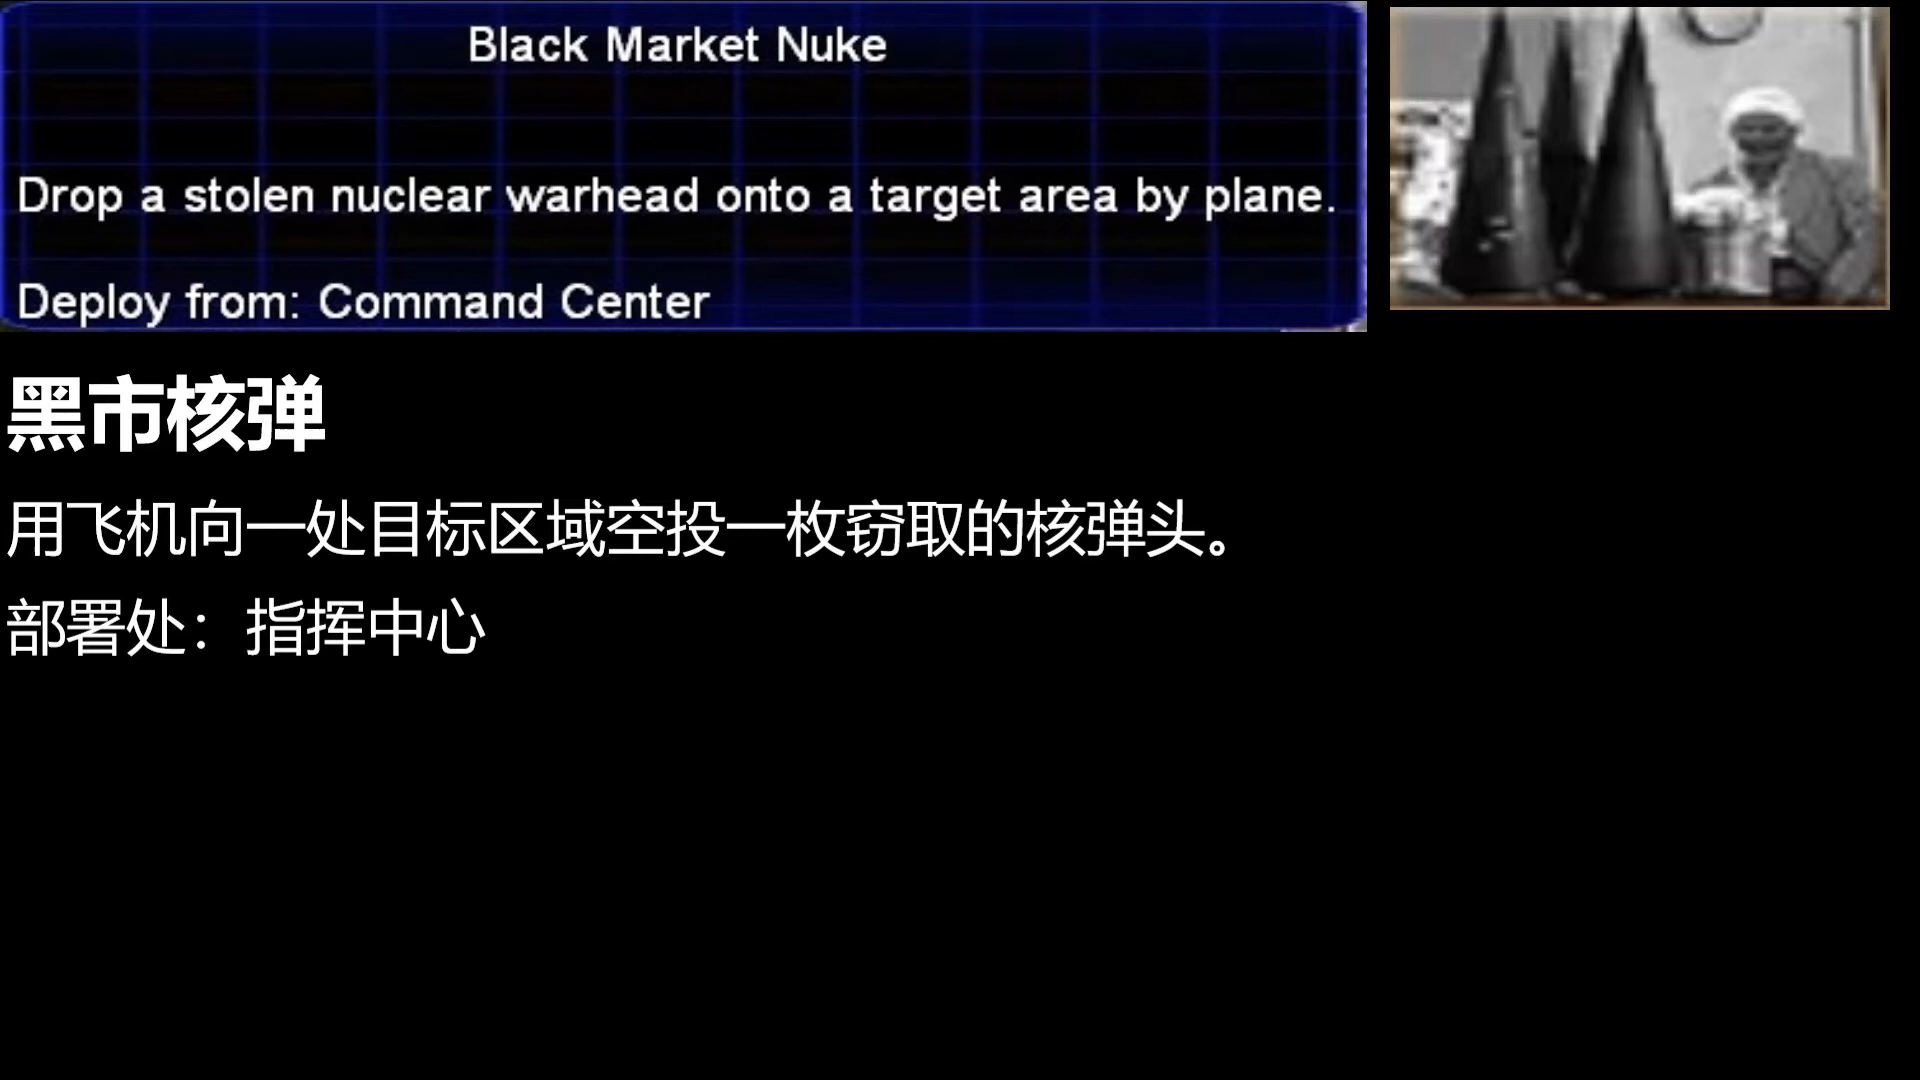 Black Market Nuke
Drop a stolen nuclear warhead onto a target area by plane.
Deploy from: Command Center
黑市核弹
用飞机向一处目标区域空投一枚窃取的核弹头。
部署处：指挥中心